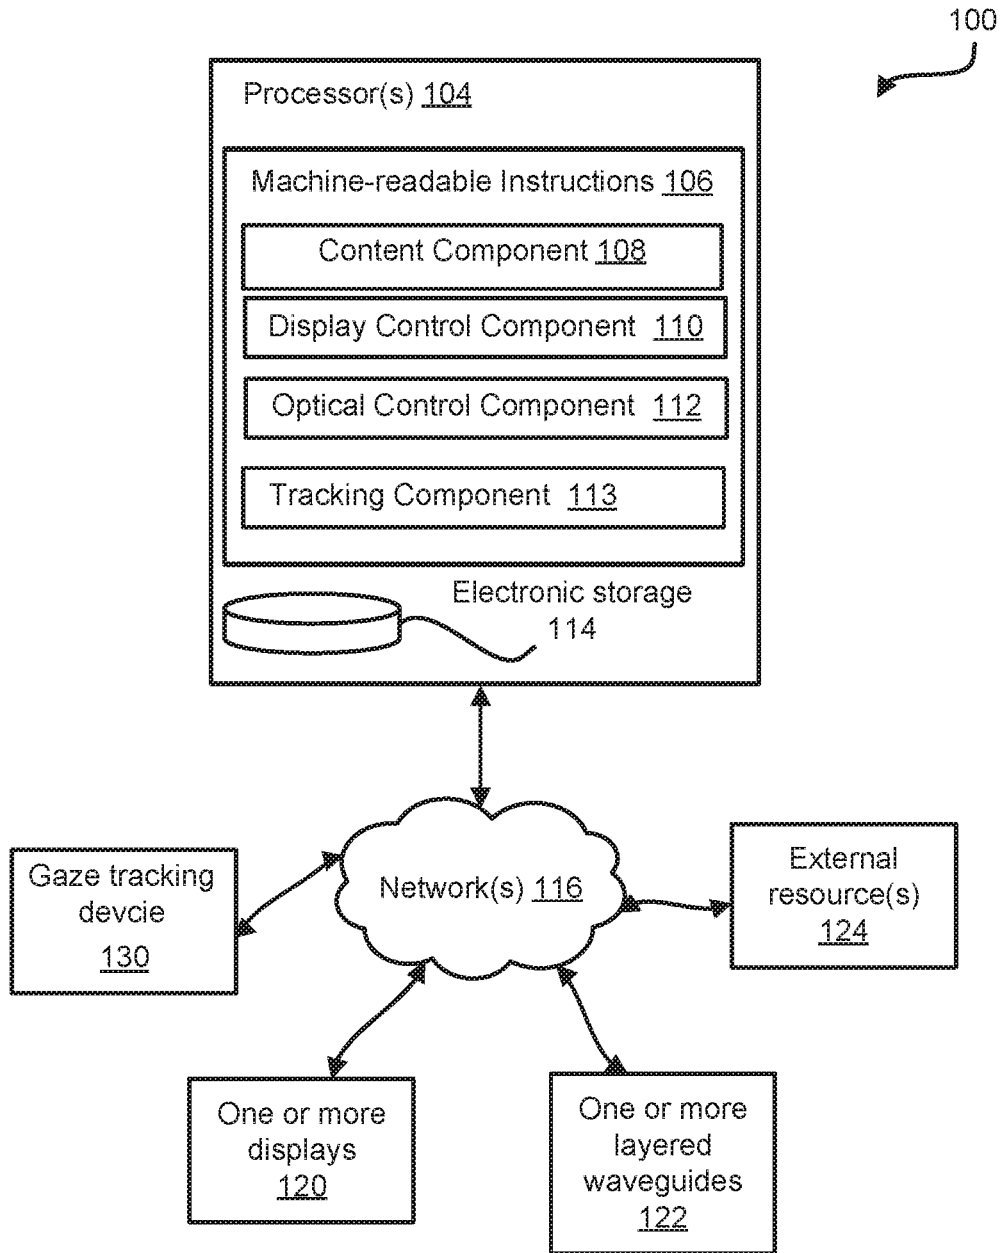 100
Processor(s) 104
Machine-readable Instructions 106
Content Component 108
Display Control Component 110
Optical Control Component 112
Tracking Component 113
Electronic storage
114
Network(s) 116
Gaze tracking
devcie
130
External
resource(s)
124
One or more
displays
120
One or more
layered
waveguides
122